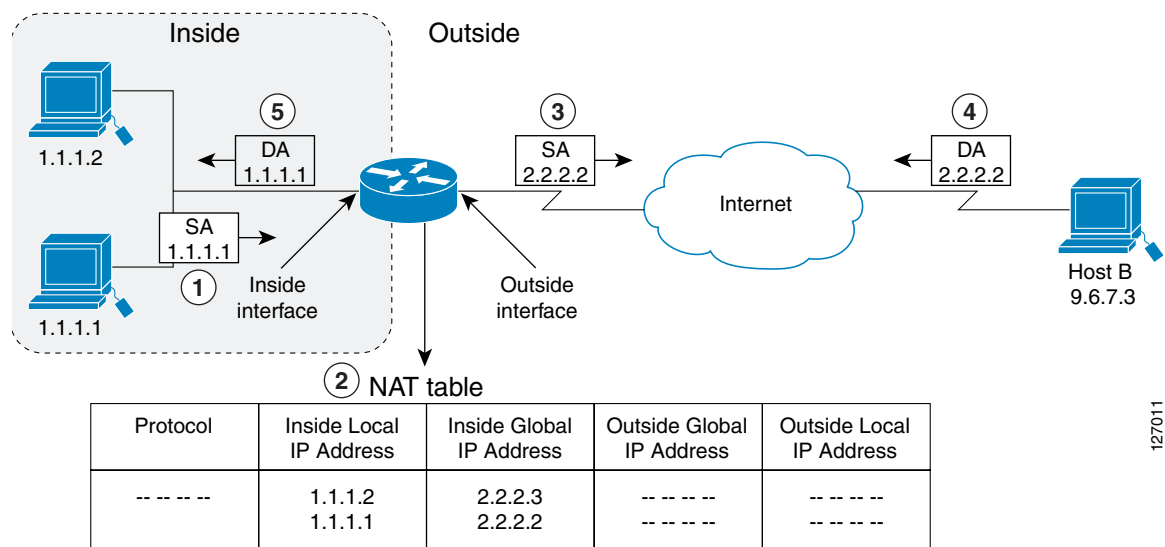 Inside
Outside
5
3
4
DA
1.1.1.1
SA
2.2.2.2
DA
2.2.2.2
1.1.1.2
Internet
SA
1.1.1.1
1
Inside
interface
Outside
interface
Host B
9.6.7.3
1.1.1.1
2 NAT table
Protocol
Inside Local
IP Address
Inside Global
IP Address
Outside Global
IP Address
Outside Local
IP Address
-- -- -- --
1.1.1.2
1.1.1.1
2.2.2.3
2.2.2.2
-- -- -- --
-- -- -- --
-- -- -- --
-- -- -- --
127011